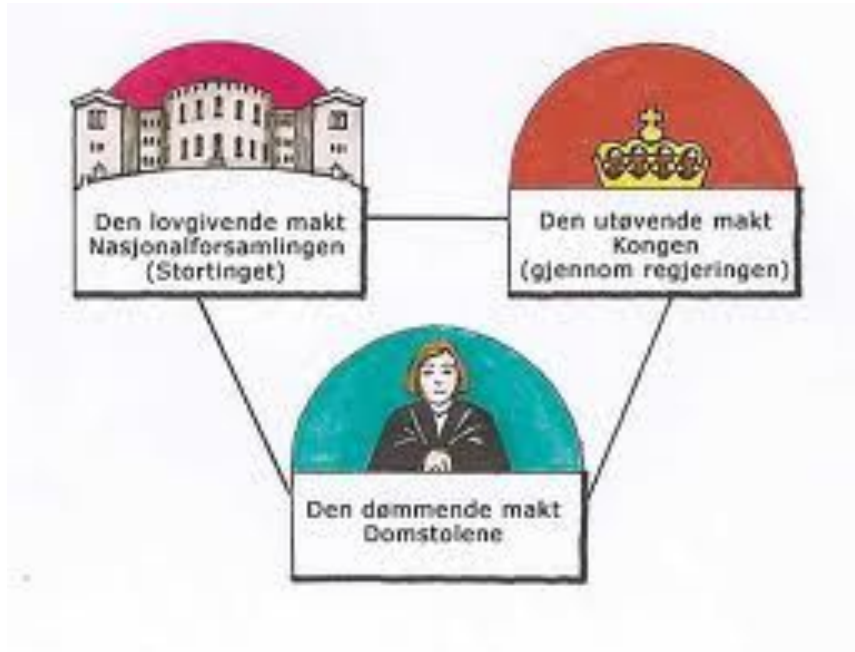 Den lovgivende makt
Nasjonalforsamlingen
(Stortinget)
Den utøvende makt
Kongen
(gjennom regjeringen)
Den dømmende makt
Domstolene